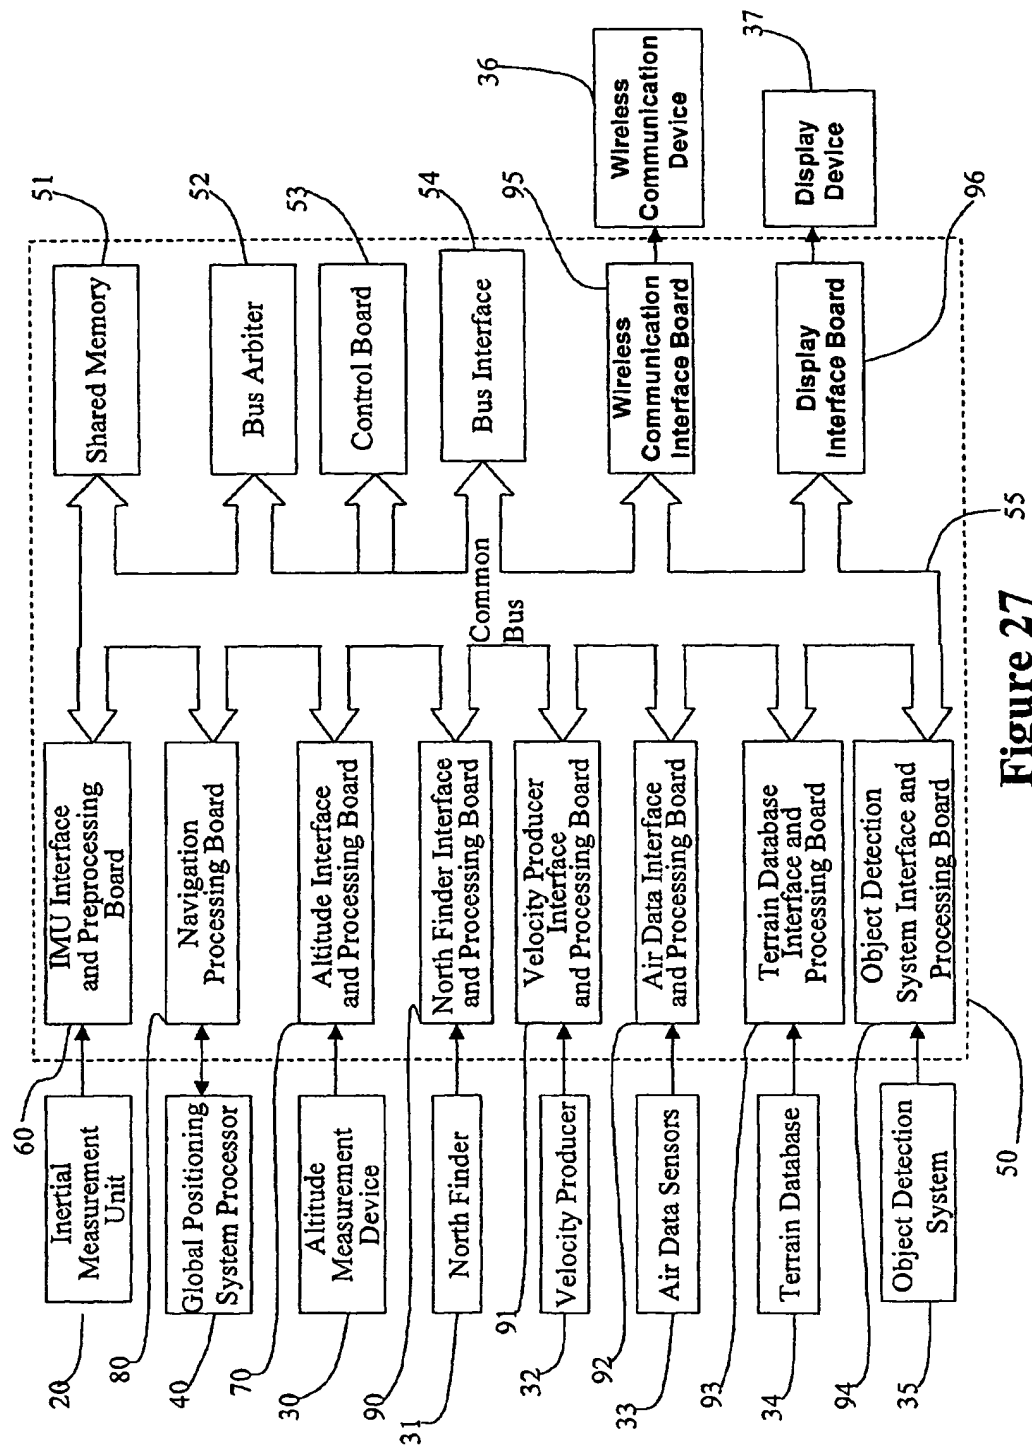 20
Inertial
Measurement
Unit
60
IMU Interface
and Preprocessing
Board
Shared Memory
51
80
40
Global Positioning
System Processor
Navigation
Processing Board
Bus Arbiter
52
70
30
Altitude
Measurement
Device
Altitude Interface
and Processing Board
Control Board
53
90
31
North Finder
North Finder Interface
and Processing Board
Common
Bus
Bus Interface
54
91
32
Velocity Producer
Velocity Producer
Interface
and Processing Board
95
92
33
Air Data Sensors
Air Data Interface
and Processing Board
Wireless
Communication
Interface Board
Wireless
Communication
Device
36
93
34
Terrain Database
Terrain Database
Interface and
Processing Board
Display
Interface Board
Display
Device
37
94
35
Object Detection
System
Object Detection
System Interface and
Processing Board
96
50
55
Figure 27